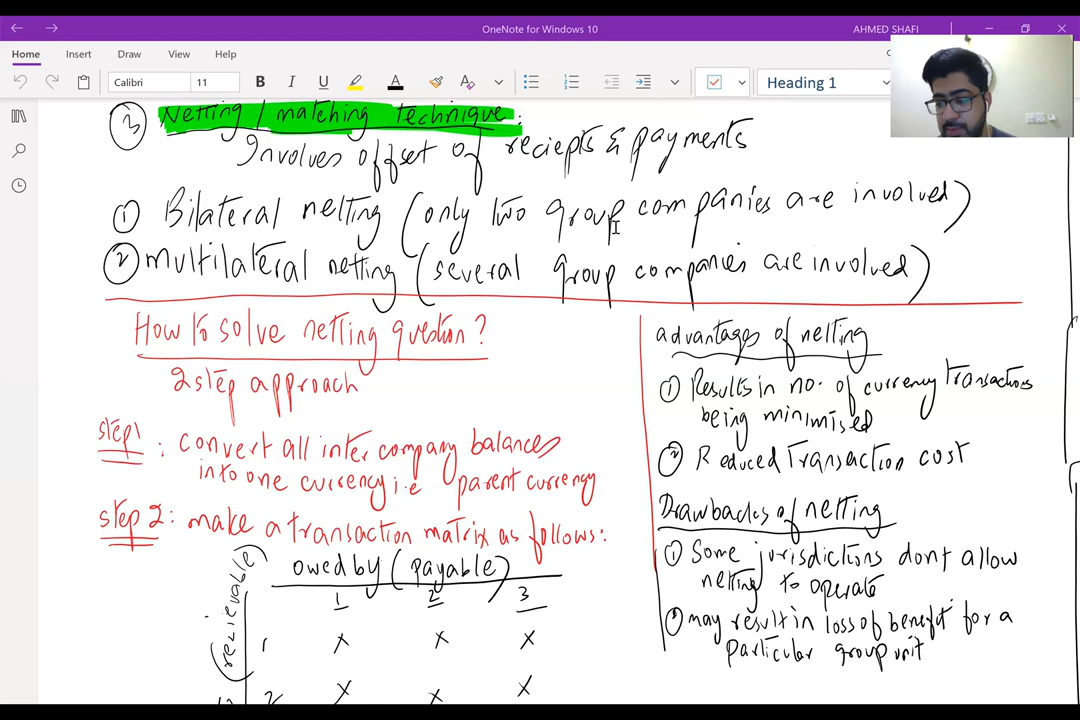 OneNote for Windows 10
AHMED SHAFI
Home Insert Draw View Help
Calibri 11 B I U A Heading 1
3 Netting / matching technique:
Involves offset of reciepts & payments
1 Bilateral netting (only two group companies are involved)
2 multilateral netting (several group companies are involved)
How to solve netting question?
2 step approach
step 1: convert all inter company balances
into one currency i.e parent currency
step 2: make a transaction matrix as follows:
owed by (payable)
1 2 3
(recievable)
1 x x x
2 x x x
advantages of netting
1 Results in no. of currency transactions
being minimised
2 Reduced Transaction cost
Drawbacks of netting
1 Some jurisdictions dont allow
netting to operate
2 may result in loss of benefit for a
particular group unit